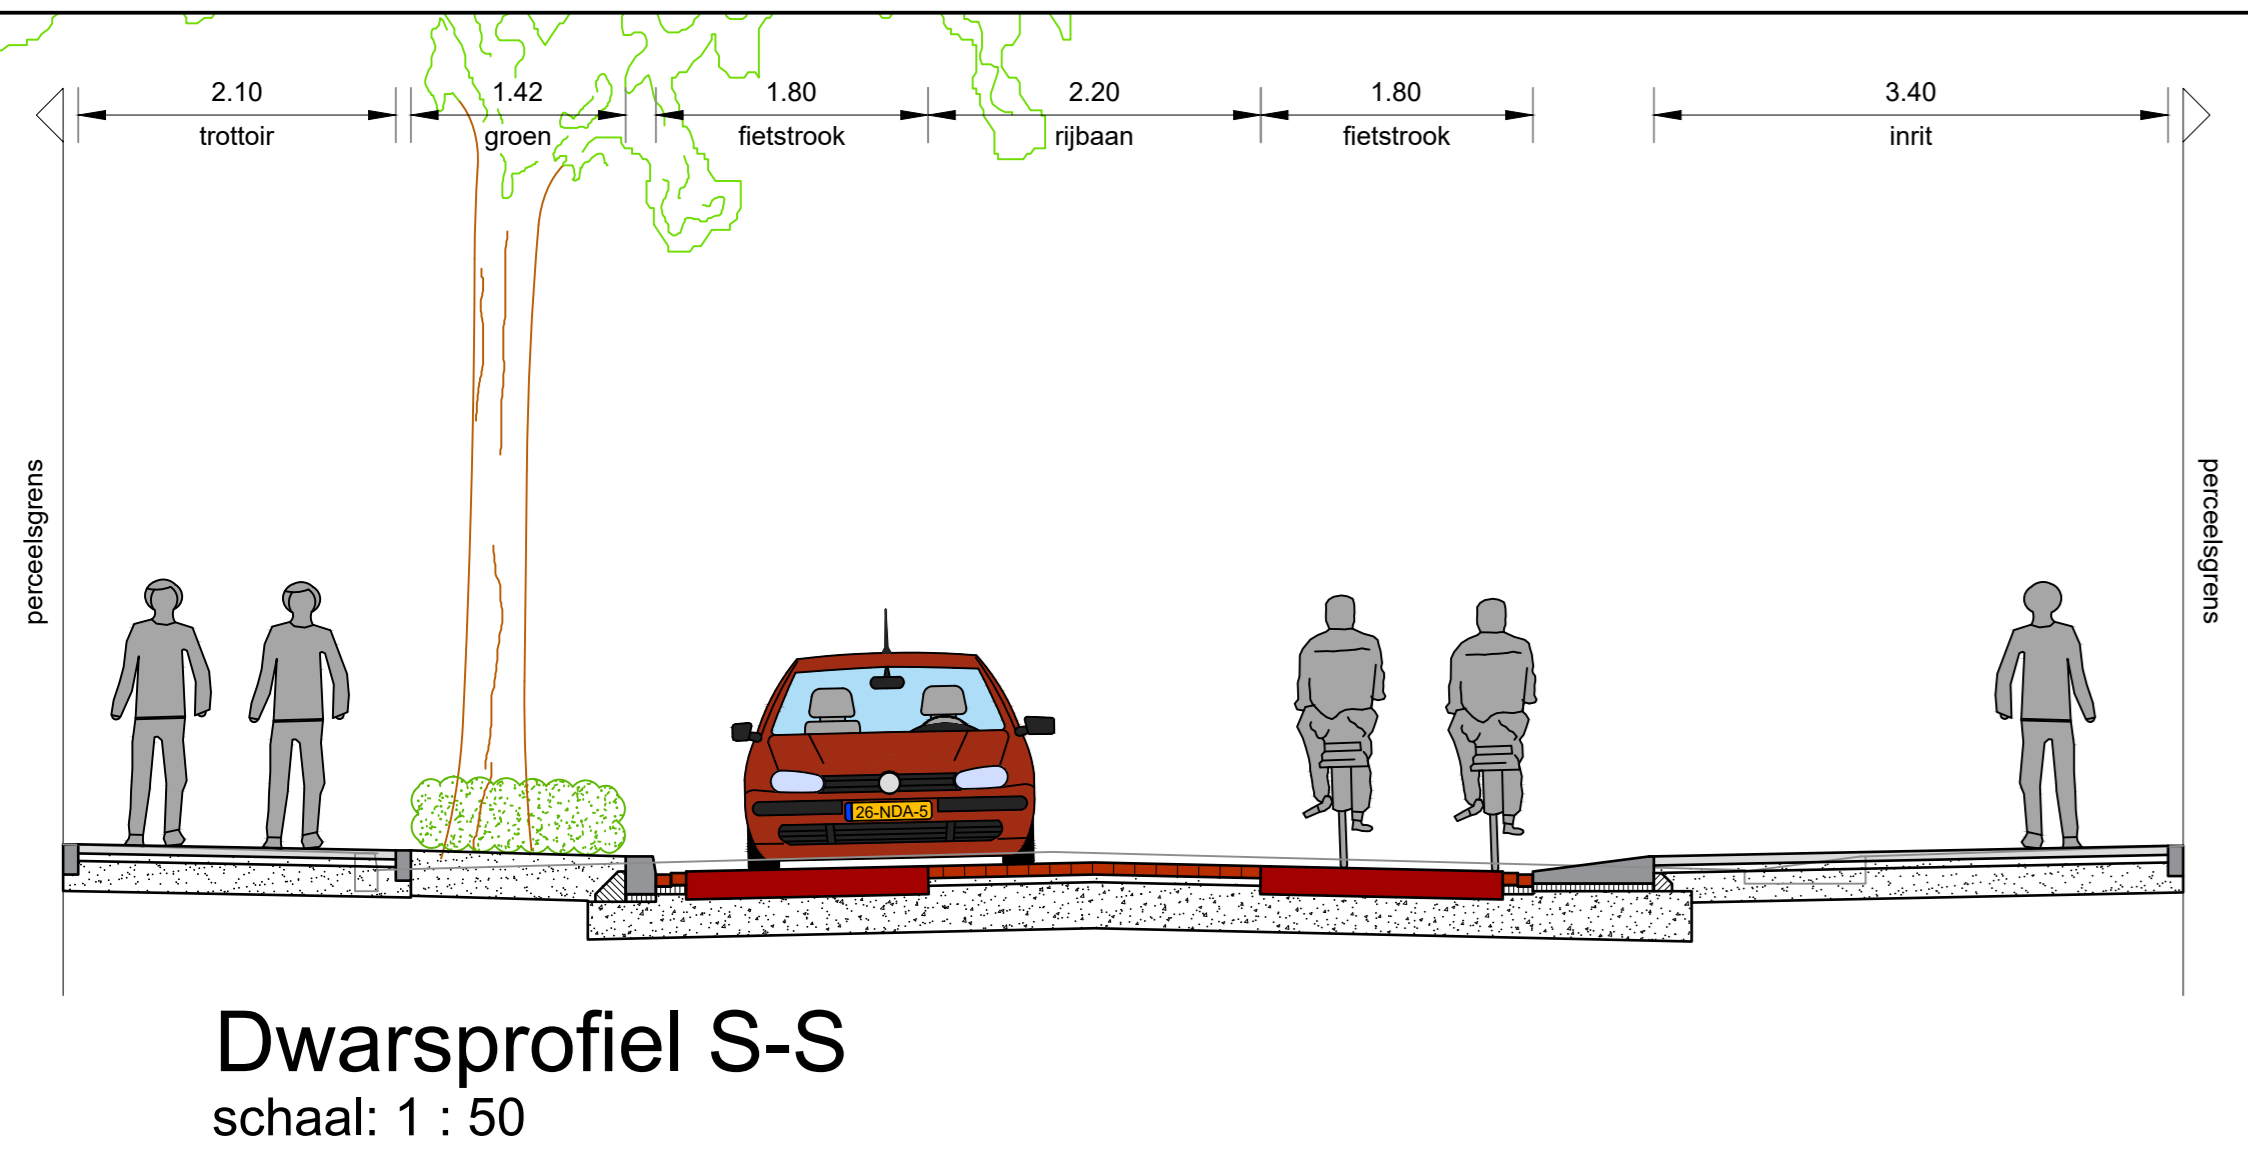 2.10
trottoir
1.42
groen
1.80
fietstrook
2.20
rijbaan
1.80
fietstrook
3.40
inrit
perceelsgrens
perceelsgrens
26-NDA-5
Dwarsprofiel S-S
schaal: 1 : 50